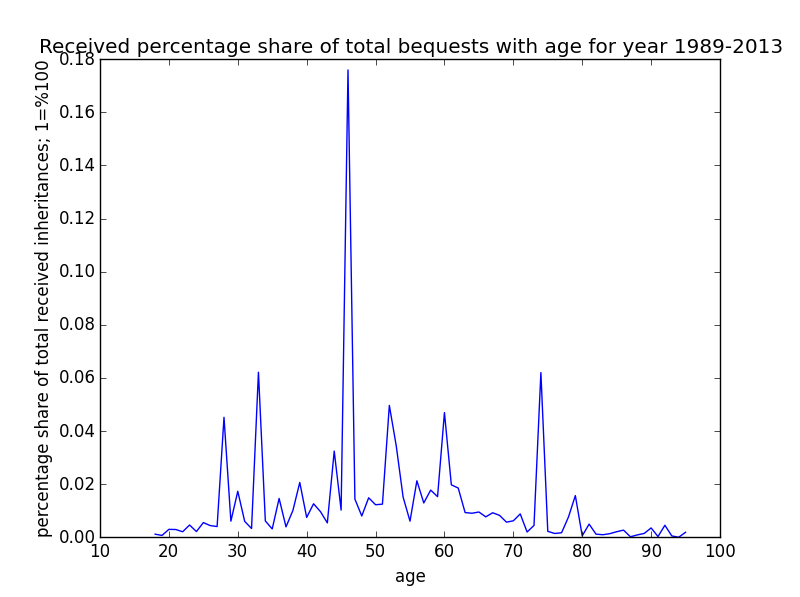 Received percentage share of total bequests with age for year 1989-2013
percentage share of total received inheritances; 1=%100
0.18
0.16
0.14
0.12
0.10
0.08
0.06
0.04
0.02
0.00
10 20 30 40 50 60 70 80 90 100
age